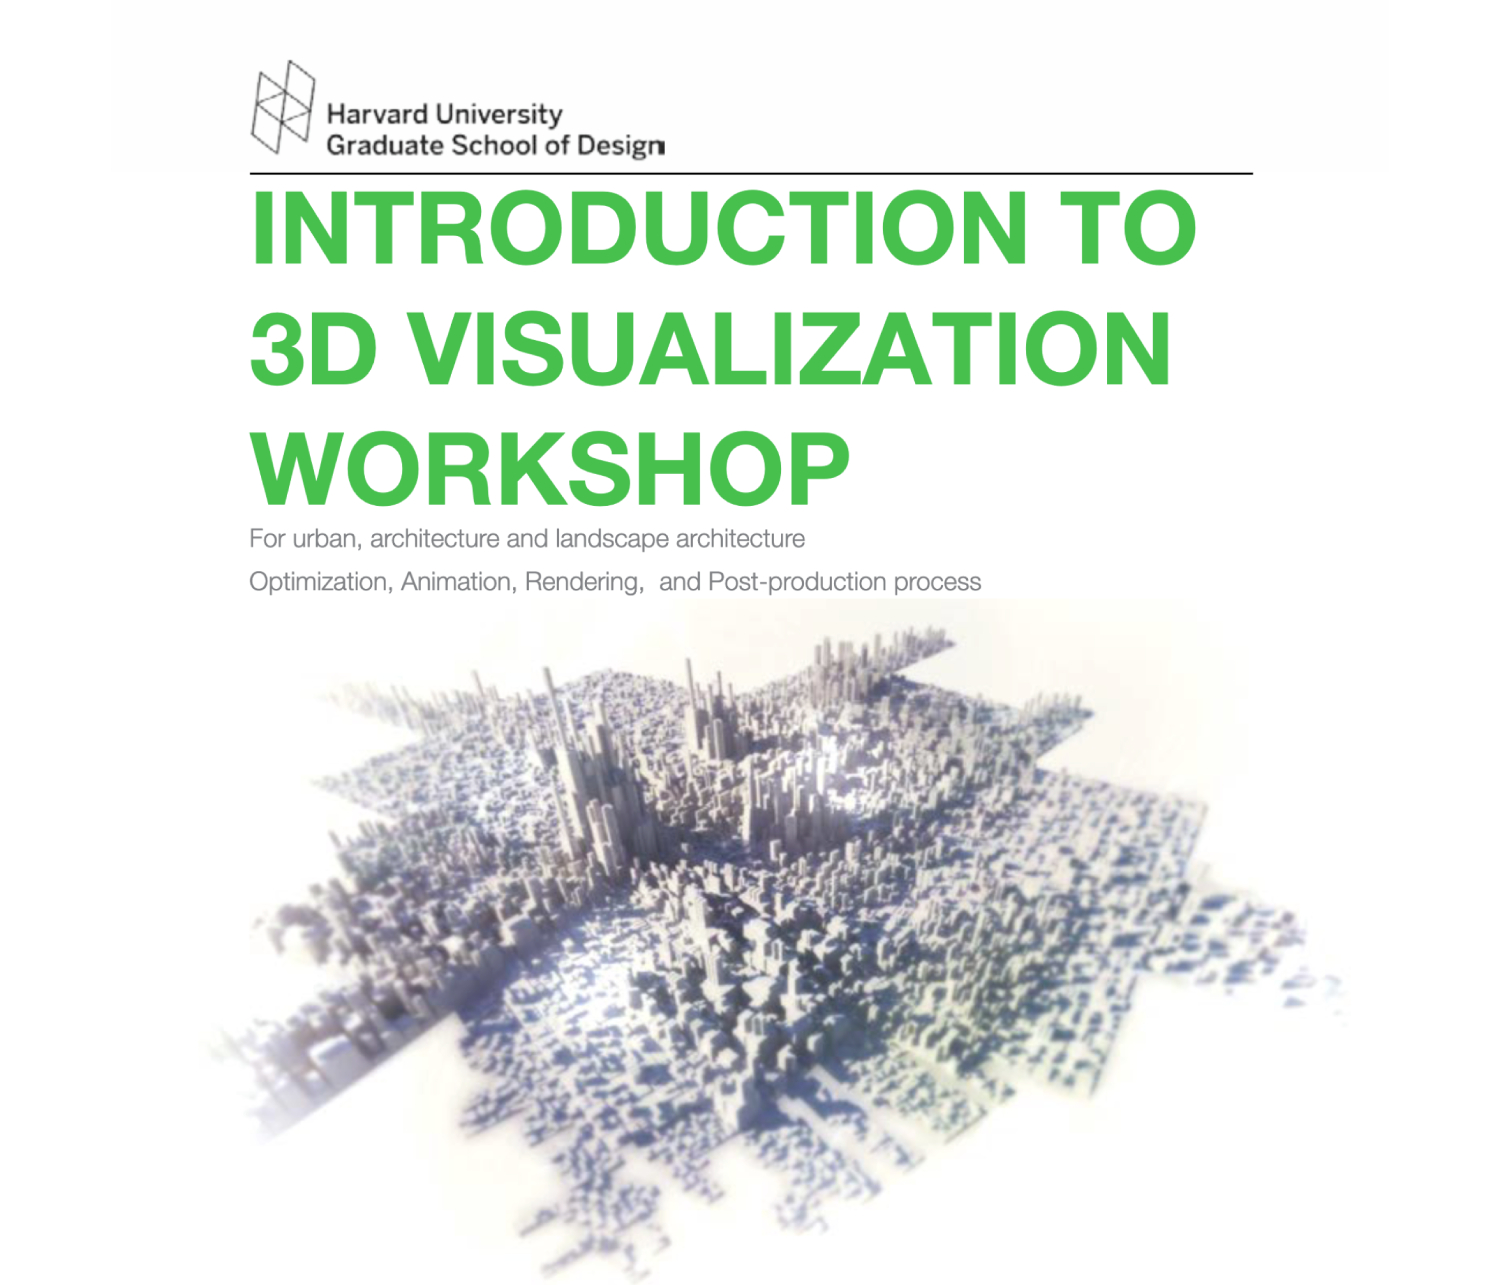 Harvard University
Graduate School of Design
INTRODUCTION TO
3D VISUALIZATION
WORKSHOP
For urban, architecture and landscape architecture
Optimization, Animation, Rendering,  and Post-production process